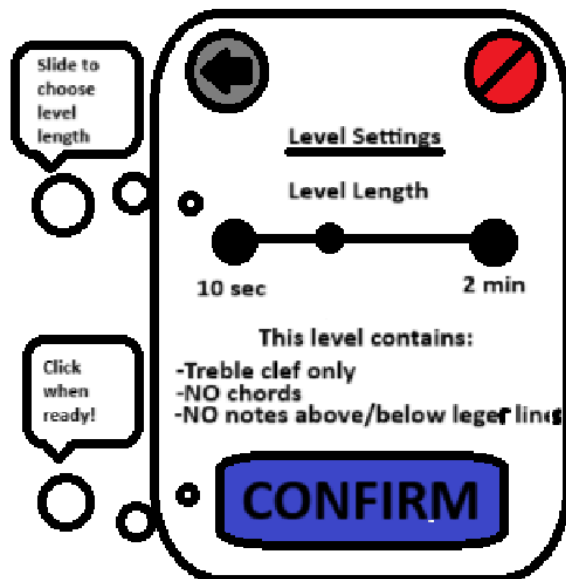 Slide to
choose
level
length
Level Settings
Level Length
10 sec
2 min
This level contains:
-Treble clef only
-NO chords
-NO notes above/below leger lines
Click
when
ready!
CONFIRM